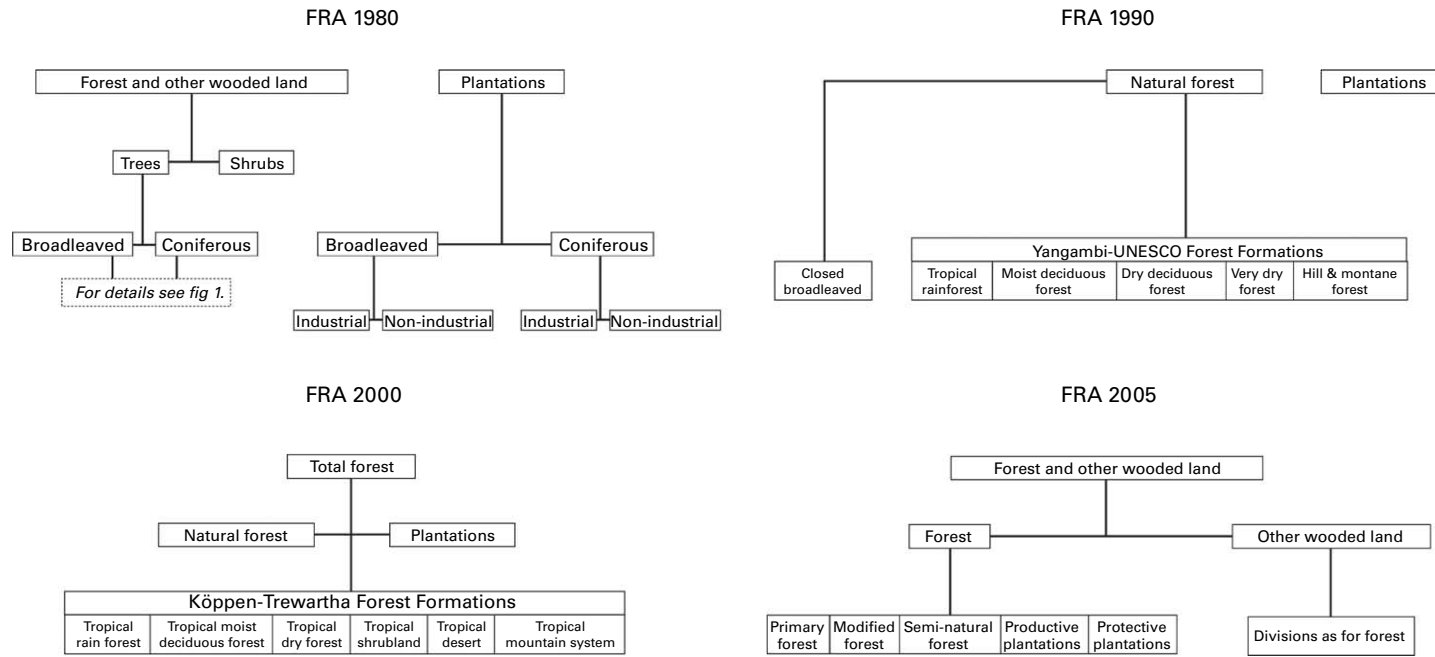 FRA 1980
Forest and other wooded land
Plantations
Trees
Shrubs
Broadleaved
Coniferous
For details see fig 1.
Broadleaved
Coniferous
Industrial
Non-industrial
Industrial
Non-industrial
FRA 1990
Natural forest
Plantations
Closed
broadleaved
Yangambi-UNESCO Forest Formations
Tropical
rainforest
Moist deciduous
forest
Dry deciduous
forest
Very dry
forest
Hill & montane
forest
FRA 2000
Total forest
Natural forest
Plantations
Köppen-Trewartha Forest Formations
Tropical
rain forest
Tropical moist
deciduous forest
Tropical
dry forest
Tropical
shrubland
Tropical
desert
Tropical
mountain system
FRA 2005
Forest and other wooded land
Forest
Other wooded land
Primary
forest
Modified
forest
Semi-natural
forest
Productive
plantations
Protective
plantations
Divisions as for forest